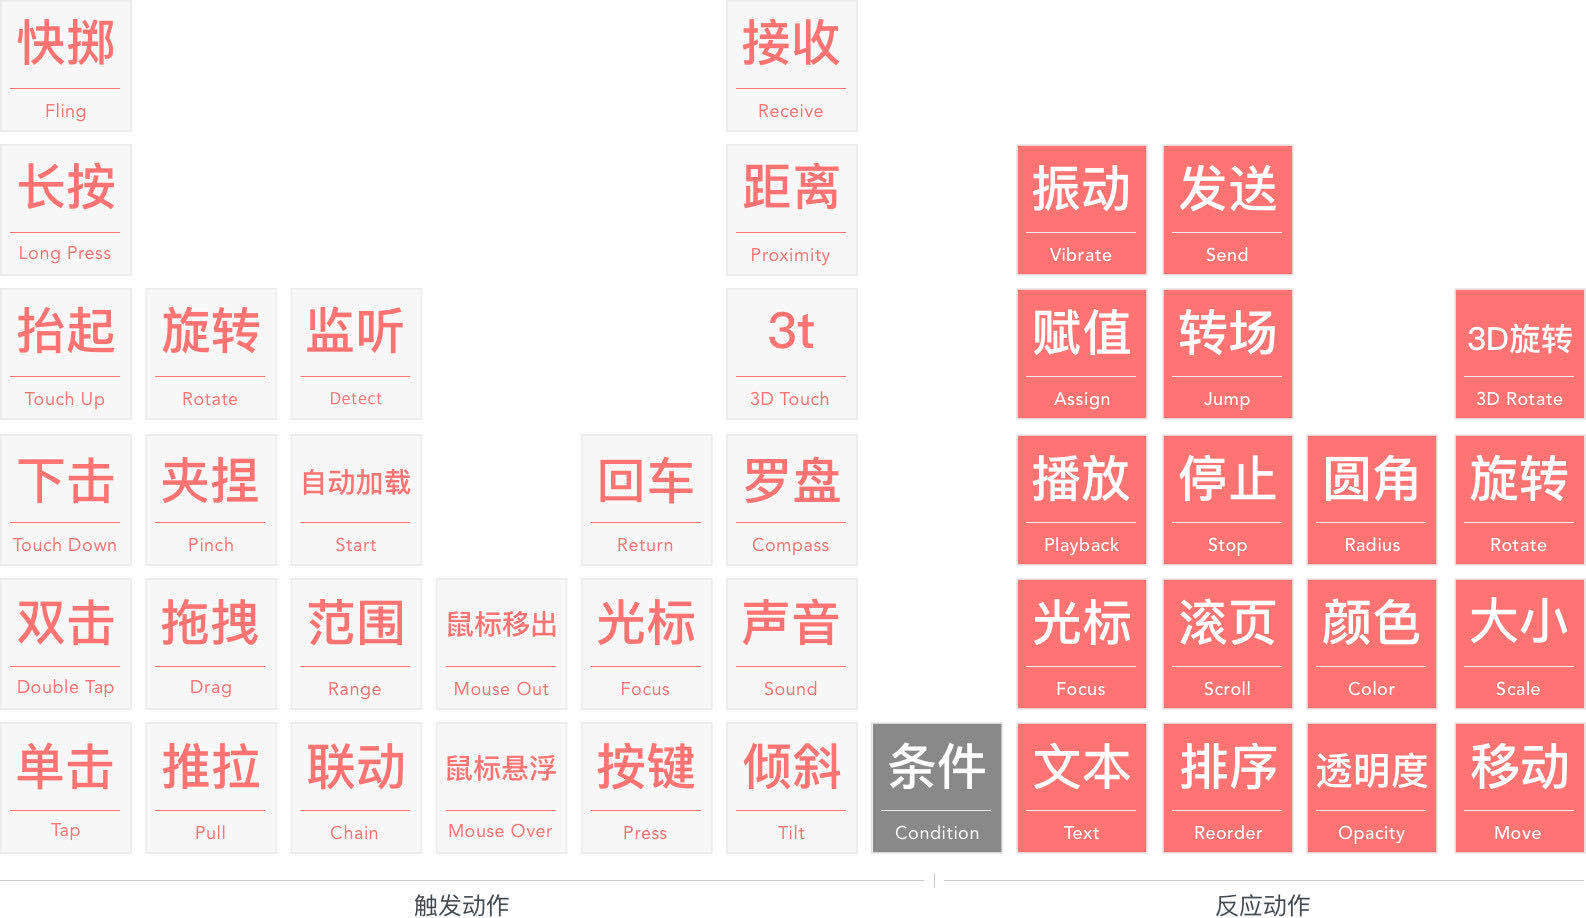 快掷
Fling
接收
Receive
长按
Long Press
距离
Proximity
振动
Vibrate
发送
Send
抬起
Touch Up
旋转
Rotate
监听
Detect
3t
3D Touch
赋值
Assign
转场
Jump
3D旋转
3D Rotate
下击
Touch Down
夹捏
Pinch
自动加载
Start
回车
Return
罗盘
Compass
播放
Playback
停止
Stop
圆角
Radius
旋转
Rotate
双击
Double Tap
拖拽
Drag
范围
Range
鼠标移出
Mouse Out
光标
Focus
声音
Sound
光标
Focus
滚页
Scroll
颜色
Color
大小
Scale
单击
Tap
推拉
Pull
联动
Chain
鼠标悬浮
Mouse Over
按键
Press
倾斜
Tilt
条件
Condition
文本
Text
排序
Reorder
透明度
Opacity
移动
Move
触发动作
反应动作